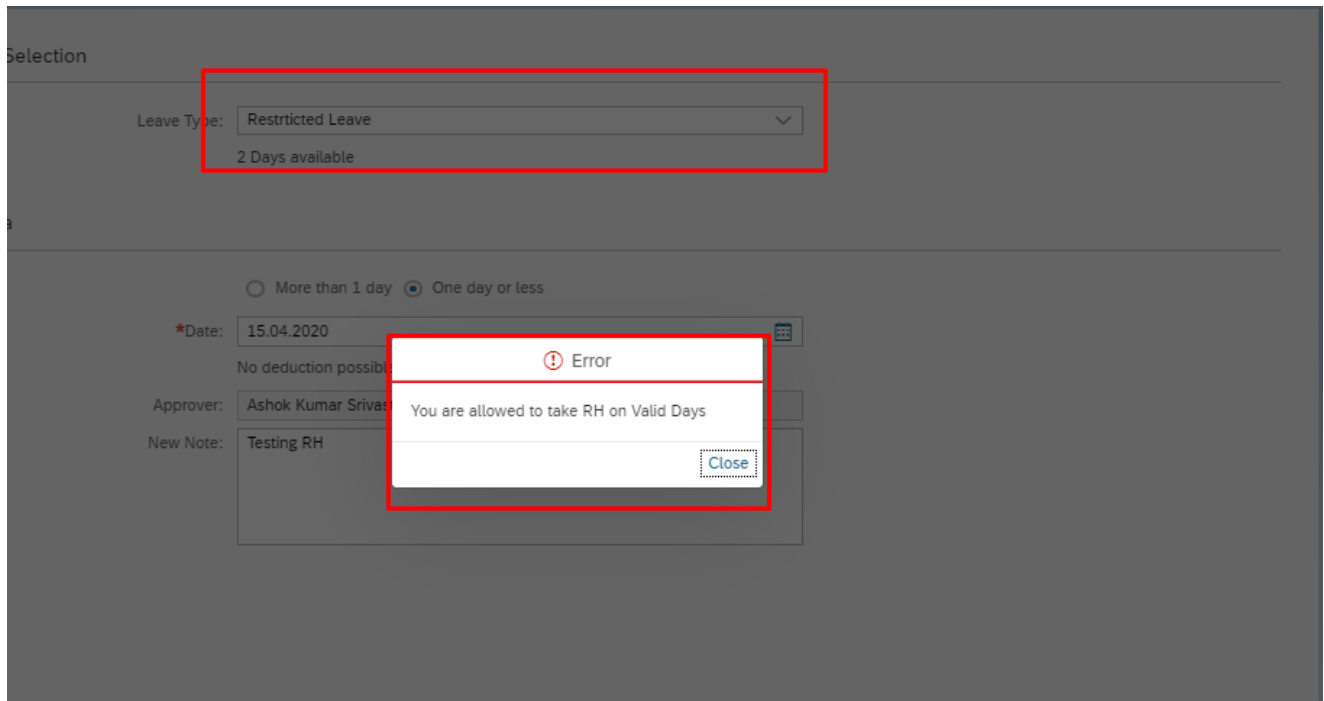 Selection
Leave Type: Restrticted Leave
2 Days available
a
More than 1 day One day or less
*Date: 15.04.2020
No deduction possible
Approver: Ashok Kumar Srivast
New Note: Testing RH
Error
You are allowed to take RH on Valid Days
Close